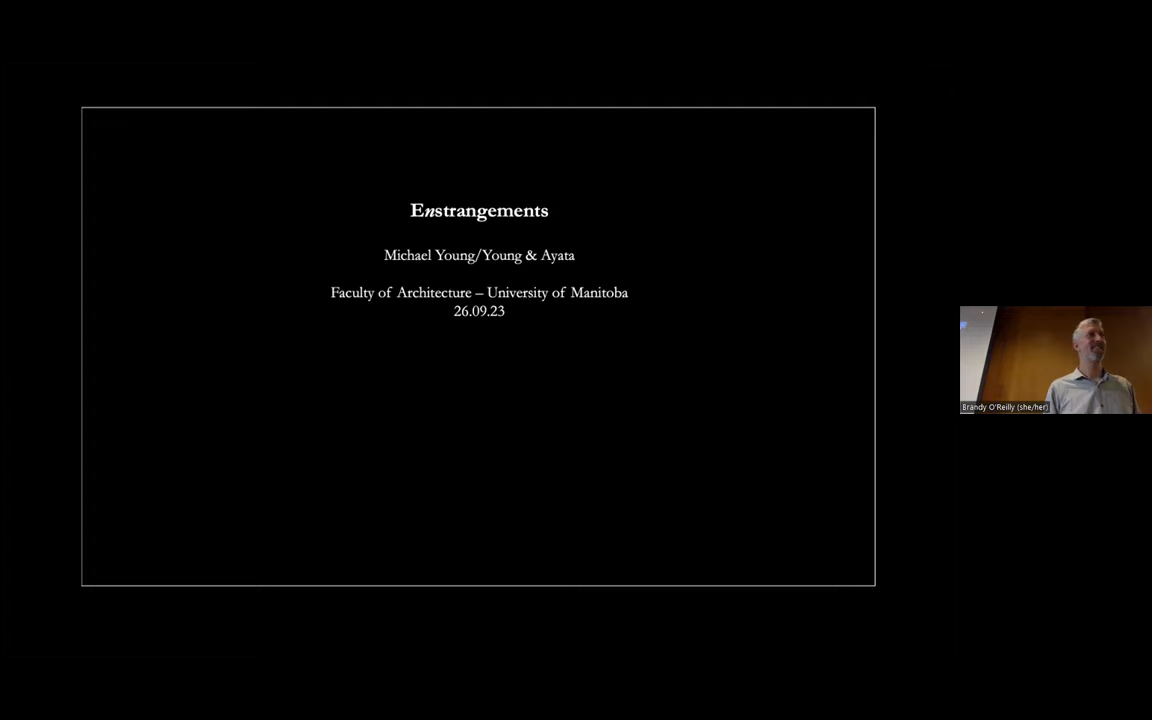 Enstrangements
Michael Young/Young & Ayata
Faculty of Architecture – University of Manitoba
26.09.23
Brandy O'Reilly (she/her)